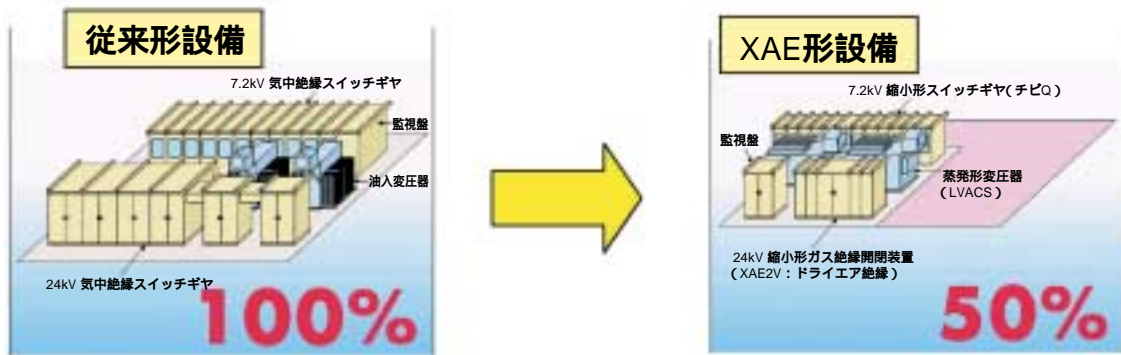 従来形設備
7.2kV 気中絶縁スイッチギヤ
監視盤
油入変圧器
24kV 気中絶縁スイッチギヤ
100%
XAE形設備
7.2kV 縮小形スイッチギヤ(チビQ)
監視盤
蒸発形変圧器
(LVACS)
24kV 縮小形ガス絶縁開閉装置
(XAE2V:ドライエア絶縁)
50%